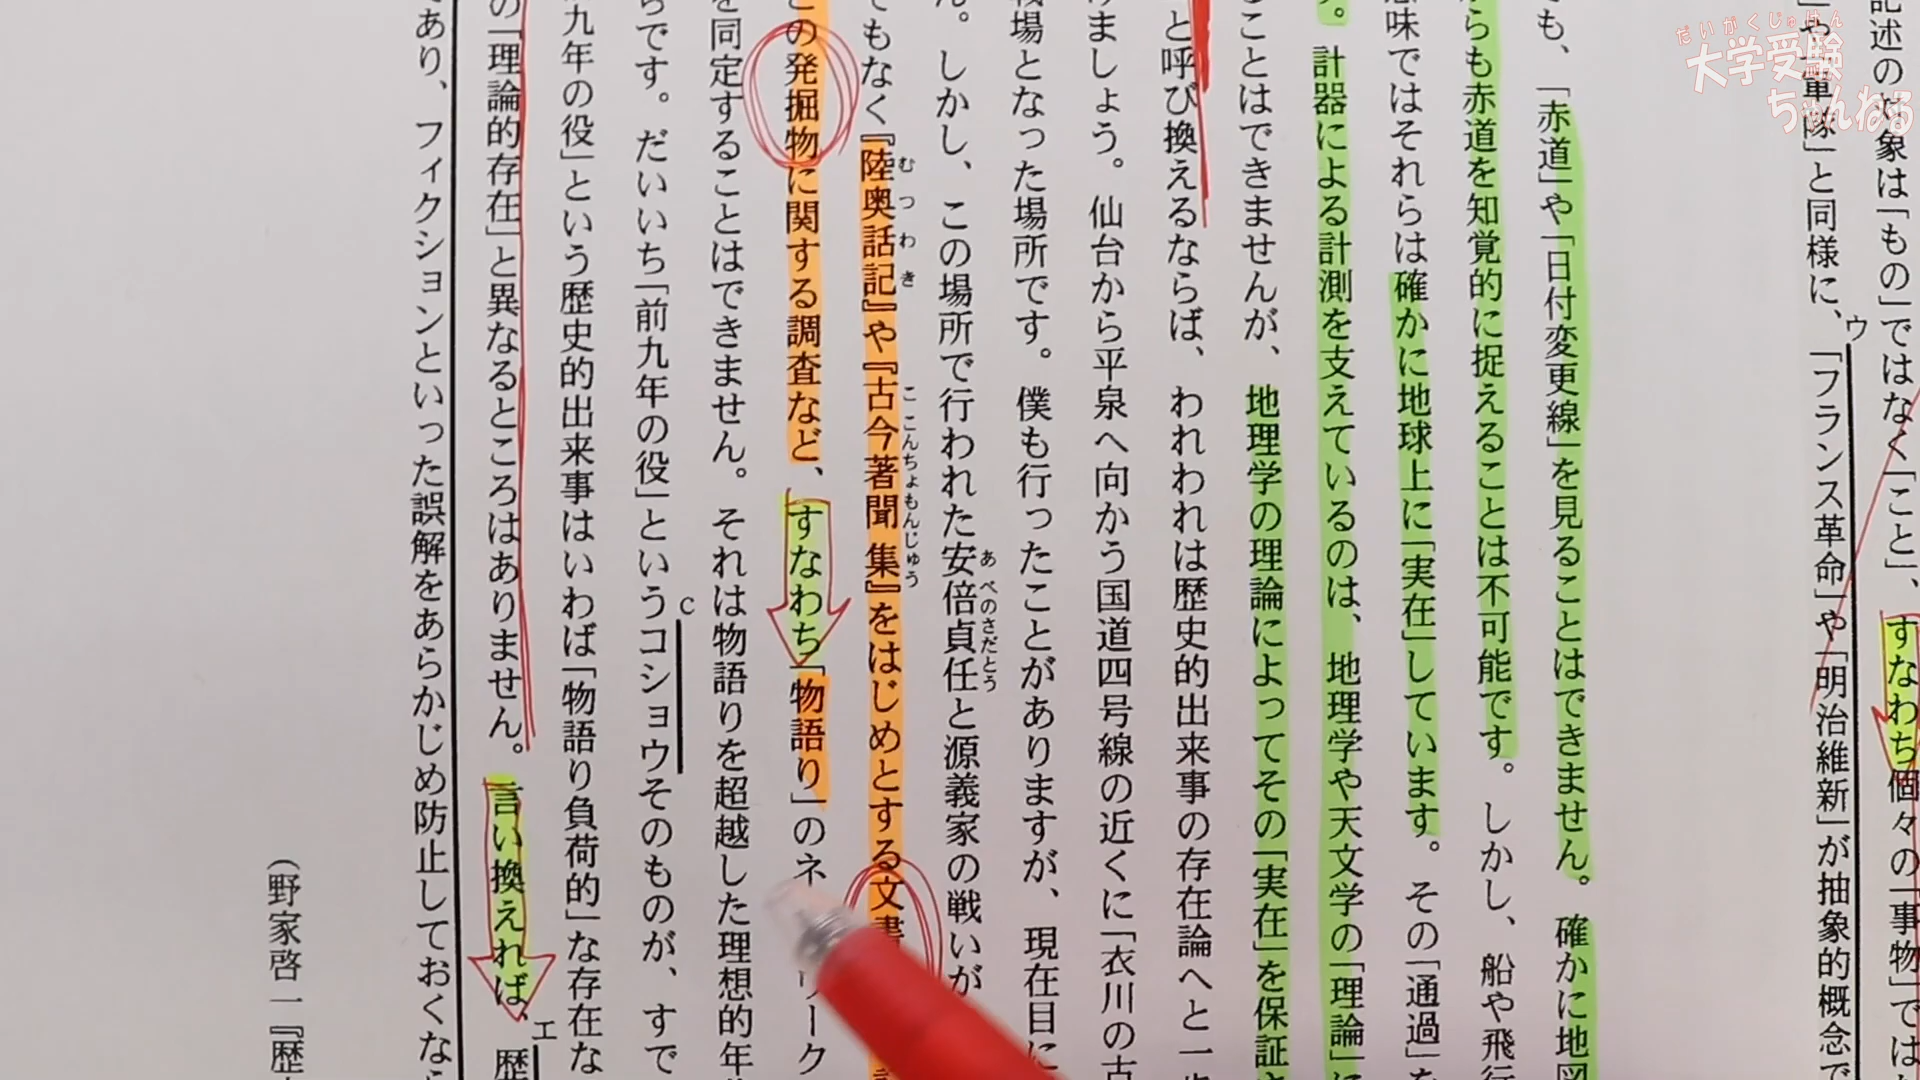 だいがくじゅけん
大学受験
ちゃんねる
記述の対象は「もの」ではなく「こと」、すなわち個々の「事物」では
」や「軍隊」と同様に、「フランス革命」や「明治維新」が抽象的概念で
ウ
でも、「赤道」や「日付変更線」を見ることはできません。確かに地図
からも赤道を知覚的に捉えることは不可能です。しかし、船や飛行
意味ではそれらは確かに地球上に「実在」しています。その「通過」を
す。計器による計測を支えているのは、地理学や天文学の「理論」に
ることはできませんが、地理学の理論によってその「実在」を保証
と呼び換えるならば、われわれは歴史的出来事の存在論へと一歩
けましょう。仙台から平泉へ向かう国道四号線の近くに「衣川の古
戦場となった場所です。僕も行ったことがありますが、現在目に
ん。しかし、この場所で行われた安倍貞任と源義家の戦いが
あべのさだとう
でもなく『陸奥話記』や『古今著聞集』をはじめとする文書
むつわき
ここんちょもんじゅう
どの発掘物に関する調査など、すなわち「物語り」のネ ワーク
を同定することはできません。それは物語りを超越した理想的年
らです。だいいち「前九年の役」というコショウそのものが、すで
C
九年の役」という歴史的出来事はいわば「物語り負荷的」な存在な
の「理論的存在」と異なるところはありません。言い換えれば、歴
エ
であり、フィクションといった誤解をあらかじめ防止しておくなら
(野家啓一『歴